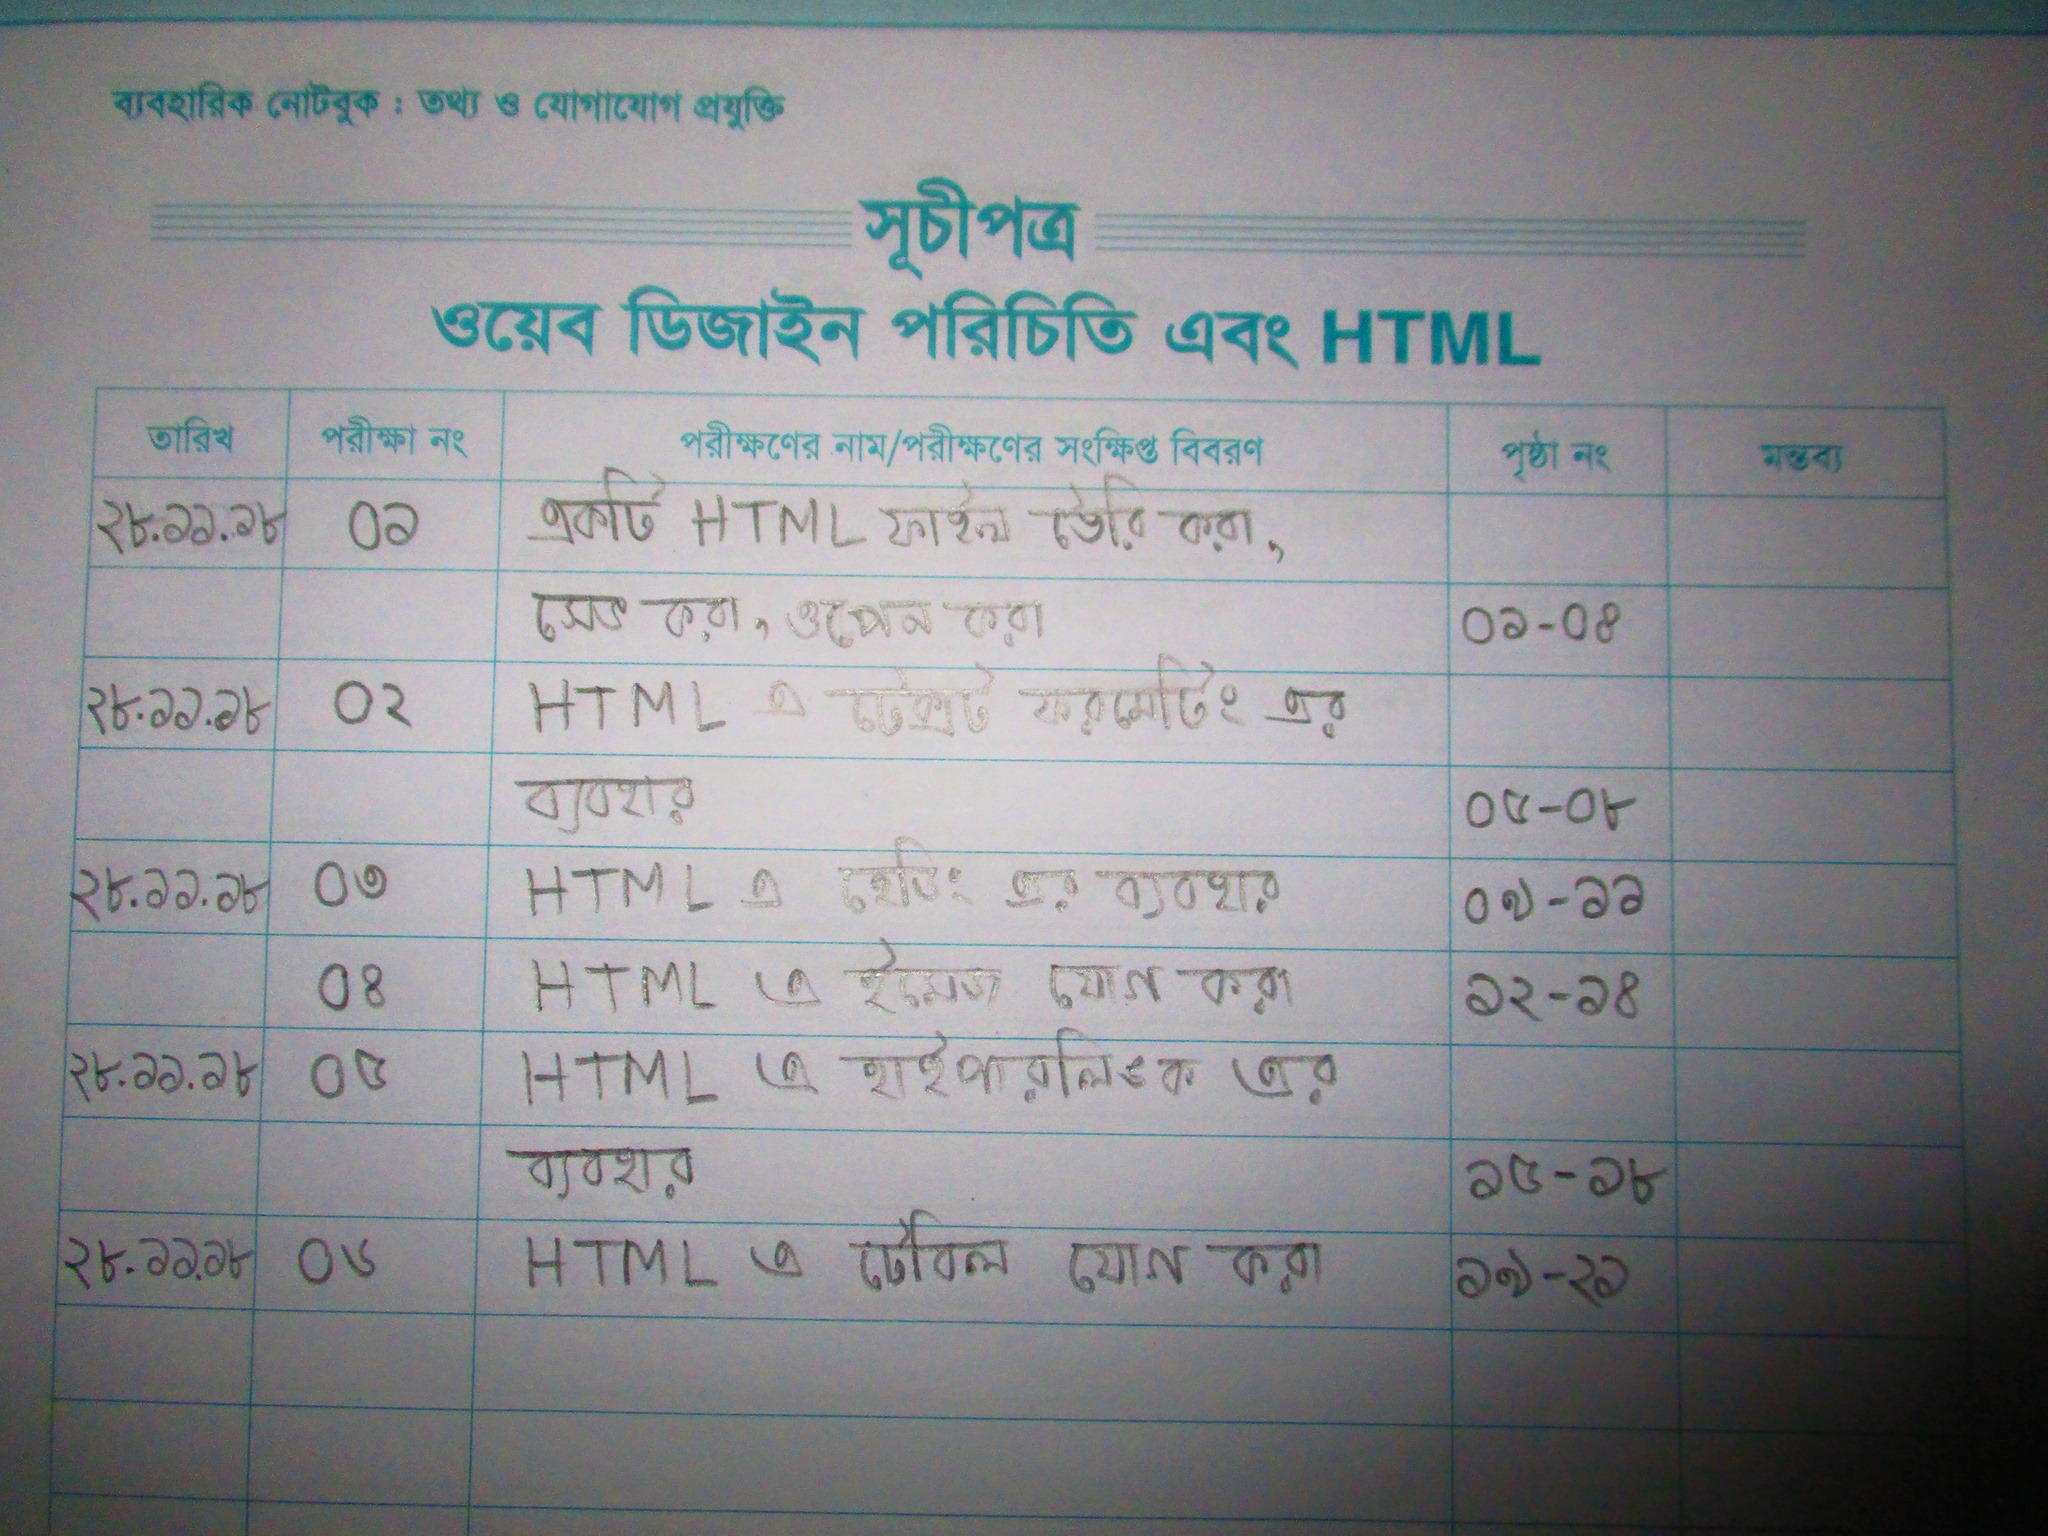 ব্যবহারিক নোটবুক : তথ্য ও যোগাযোগ প্রযুক্তি
সূচীপত্র
ওয়েব ডিজাইন পরিচিতি এবং HTML
তারিখ পরীক্ষা নং পরীক্ষণের নাম/পরীক্ষণের সংক্ষিপ্ত বিবরণ পৃষ্ঠা নং মন্তব্য
২৮.১১.১৮ ০১ একটি HTML ফাইল তৈরি করা,
সেভ করা, ওপেন করা ০১-০৪
২৮.১১.১৮ ০২ HTML এ টেক্সট ফরমেটিং এর
ব্যবহার ০৫-০৮
২৮.১১.১৮ ০৩ HTML এ হেডিং এর ব্যবহার ০৯-১১
০৪ HTML এ ইমেজ যোগ করা ১২-১৪
২৮.১১.১৮ ০৫ HTML এ হাইপারলিঙক এর
ব্যবহার ১৫-১৮
২৮.১১.১৮ ০৬ HTML এ টেবিল যোগ করা ১৯-২১